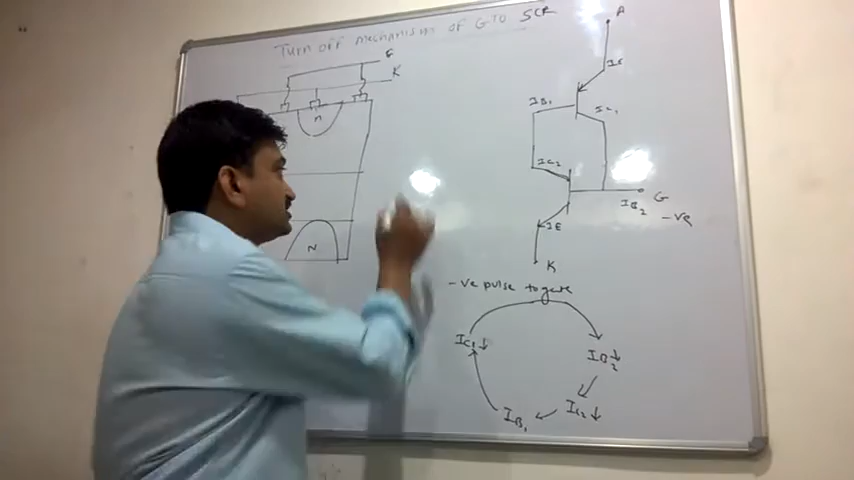 Turn off mechanism of GTO SCR
G
K
n
N
A
IE
IB1
IC1
IC2
G
IB2
-ve
IE
K
-ve pulse to gate
IC1↓
IB2↓
IC2↓
IB1